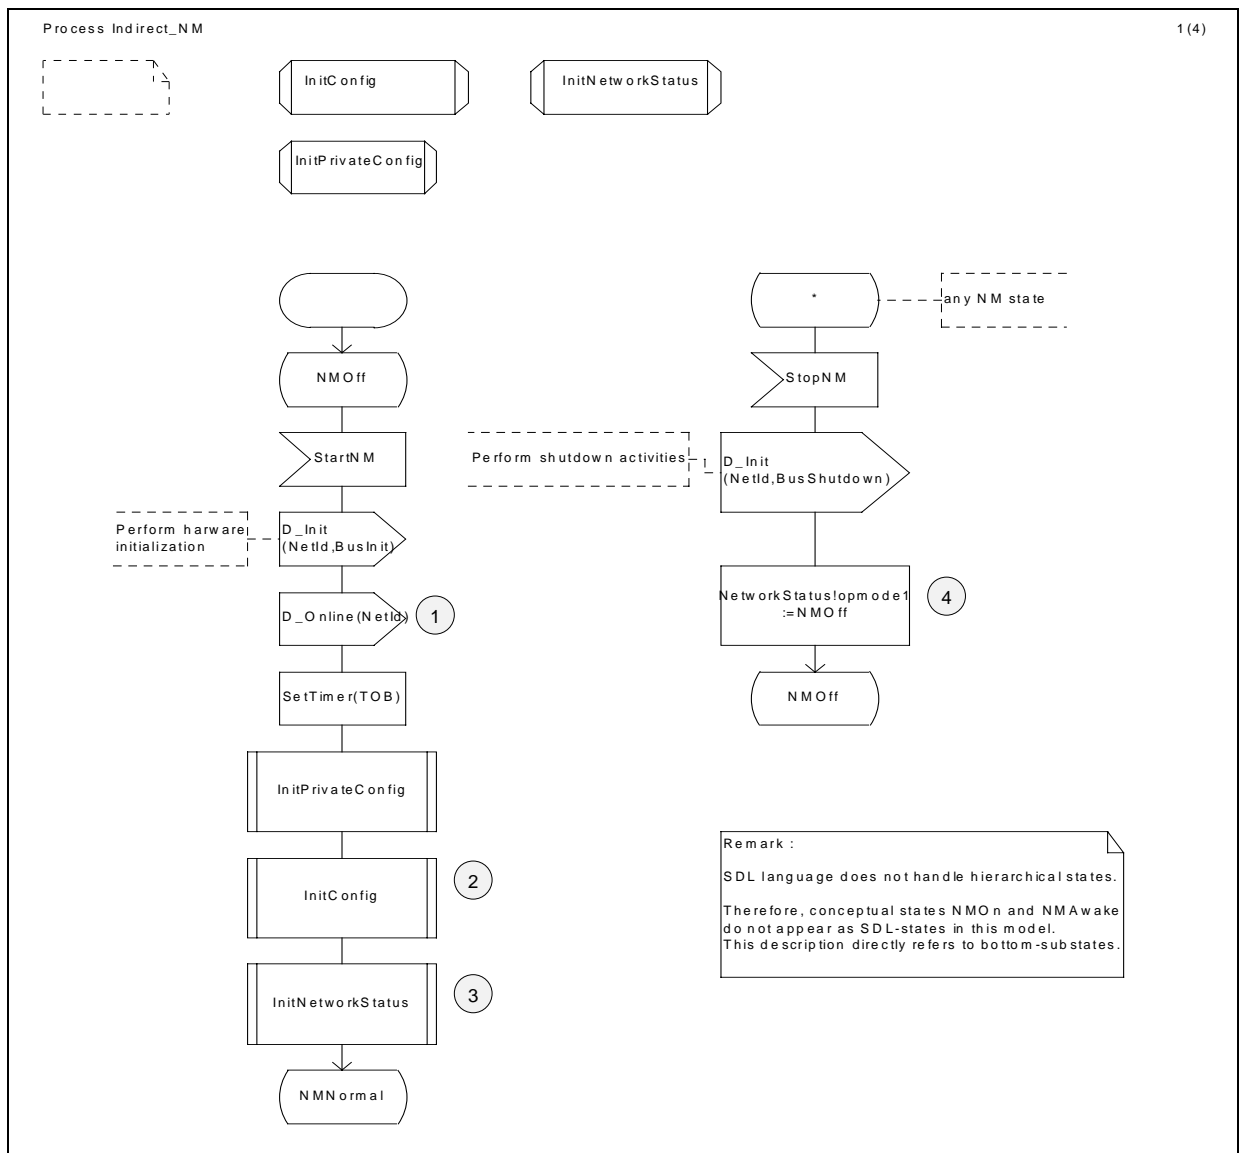 Process Indirect_NM
1(4)
InitConfig
InitNetworkStatus
InitPrivateConfig
NMOff
StartNM
Perform harware
initialization
D_Init
(NetId,BusInit)
D_Online(NetId)
1
SetTimer(TOB)
InitPrivateConfig
InitConfig
2
InitNetworkStatus
3
NMNormal
*
any NM state
StopNM
Perform shutdown activities
D_Init
(NetId,BusShutdown)
NetworkStatus!opmode1
:=NMOff
4
NMOff
Remark :
SDL language does not handle hierarchical states.
Therefore, conceptual states NMOn and NMAwake
do not appear as SDL-states in this model.
This description directly refers to bottom-substates.